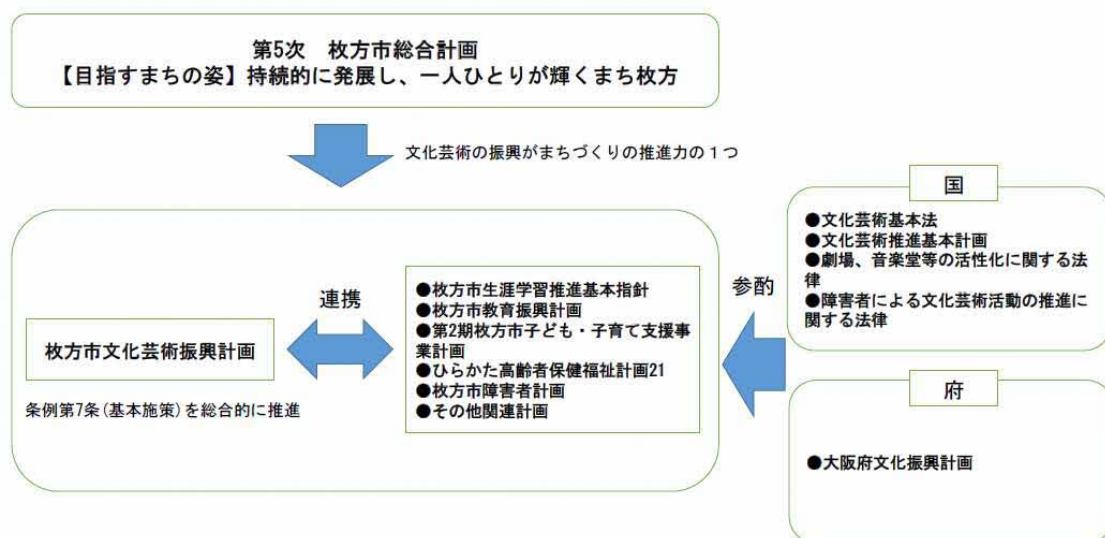 第5次　枚方市総合計画
【目指すまちの姿】持続的に発展し、一人ひとりが輝くまち枚方
文化芸術の振興がまちづくりの推進力の１つ
枚方市文化芸術振興計画
条例第7条(基本施策)を総合的に推進
連携
●枚方市生涯学習推進基本指針
●枚方市教育振興計画
●第2期枚方市子ども・子育て支援事
業計画
●ひらかた高齢者保健福祉計画21
●枚方市障害者計画
●その他関連計画
参酌
国
●文化芸術基本法
●文化芸術推進基本計画
●劇場、音楽堂等の活性化に関する法
律
●障害者による文化芸術活動の推進に
関する法律
府
●大阪府文化振興計画